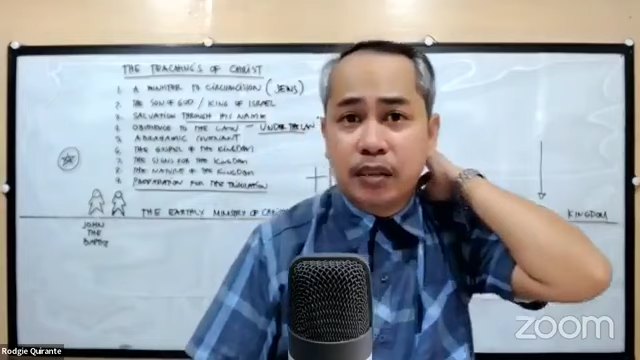 THE TEACHINGS OF CHRIST
1. A MINISTER TO CIRCUMCISION (JEWS)
2. THE SON OF GOD / KING OF ISRAEL
3. SALVATION THROUGH HIS NAME
4. OBEDIENCE TO THE LAW - UNDER THE LAW
5. ABRAHAMIC COVENANT
6. THE GOSPEL OF THE KINGDOM
7. THE SIGNS FOR THE KINGDOM
8. THE NATURE OF THE KINGDOM
9. PREPARATION FOR THE TRIBULATION
THE EARTHLY MINISTRY OF
KINGDOM
JOHN
THE
BAPTIST
zoom
Rodgie Quirante